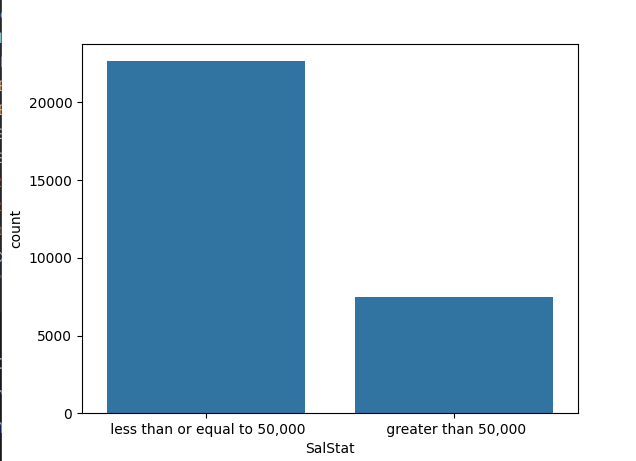 20000
15000
10000
5000
0
count
less than or equal to 50,000
greater than 50,000
SalStat